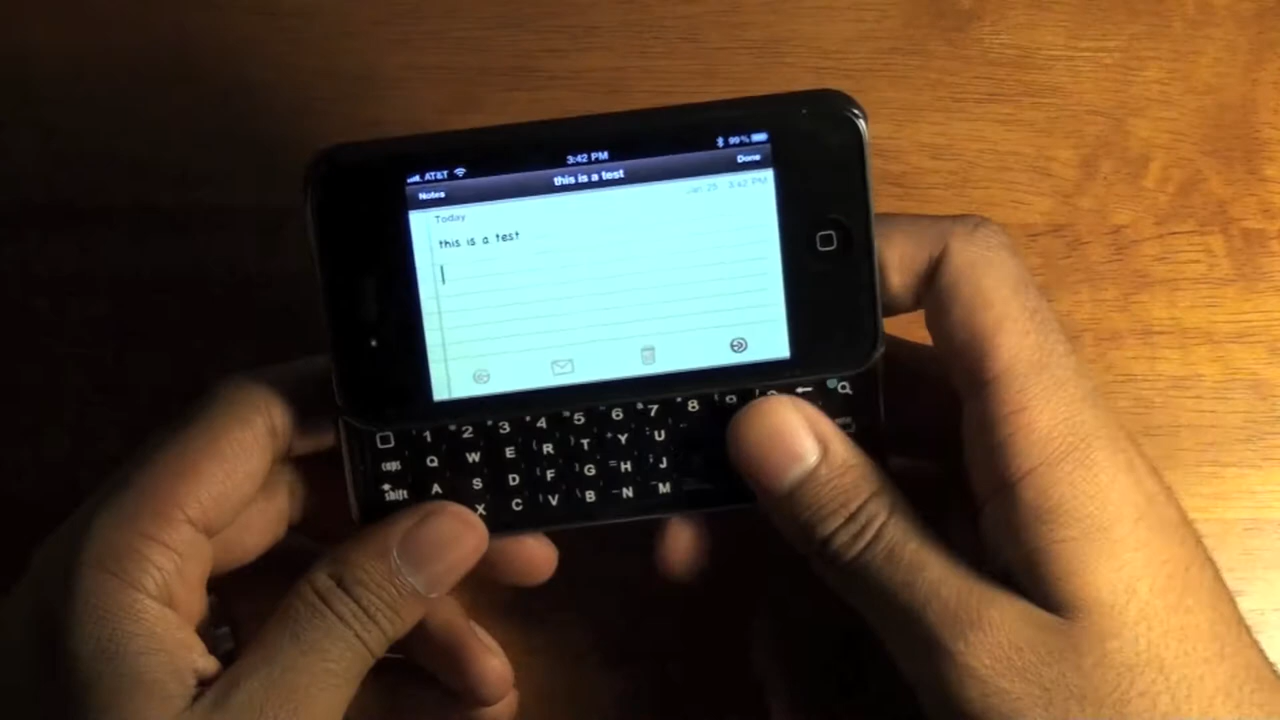 AT&T 3:42 PM 99%
Notes this is a test Done
Today Jan 25 3:42 PM
this is a test
1 2 3 4 5 6 7 8 9
caps Q W E R T Y U
shift A S D F G H J
X C V B N M